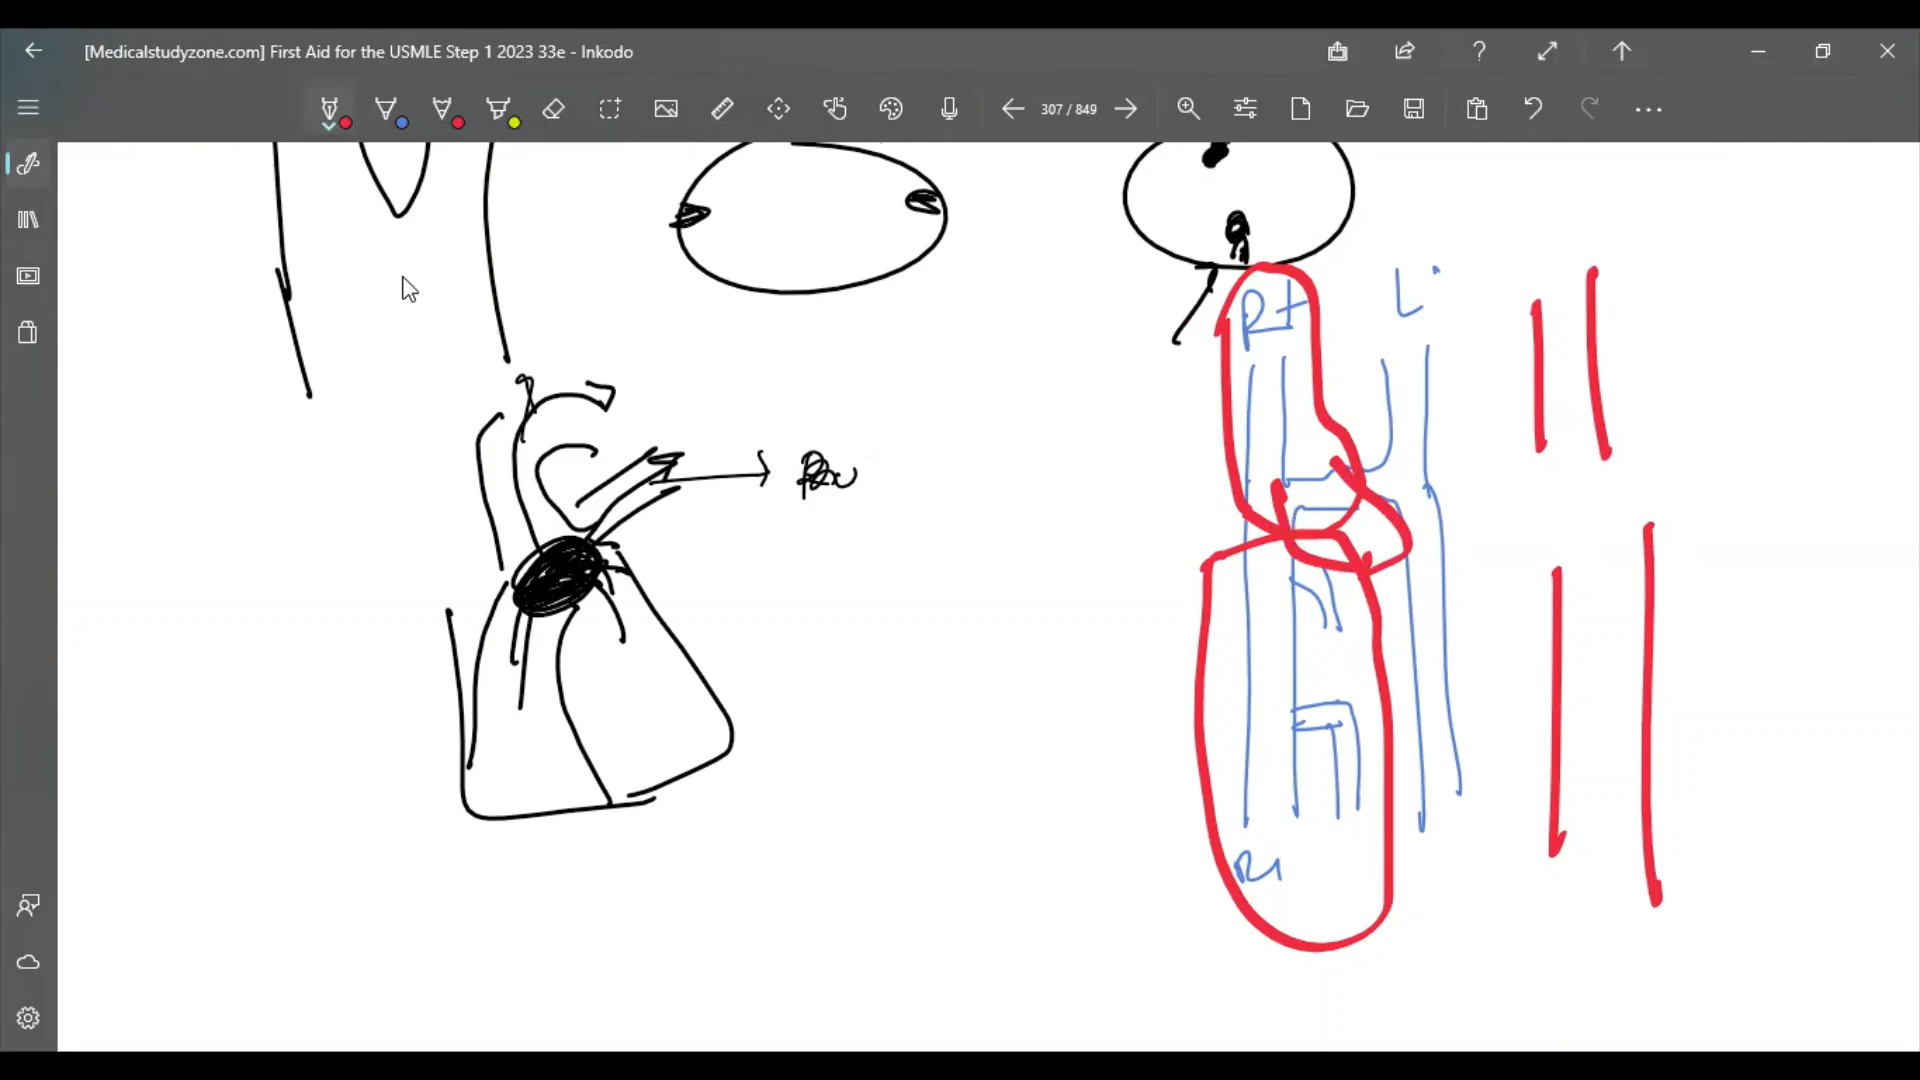 [Medicalstudyzone.com] First Aid for the USMLE Step 1 2023 33e - Inkodo
307 / 849
Rt
L